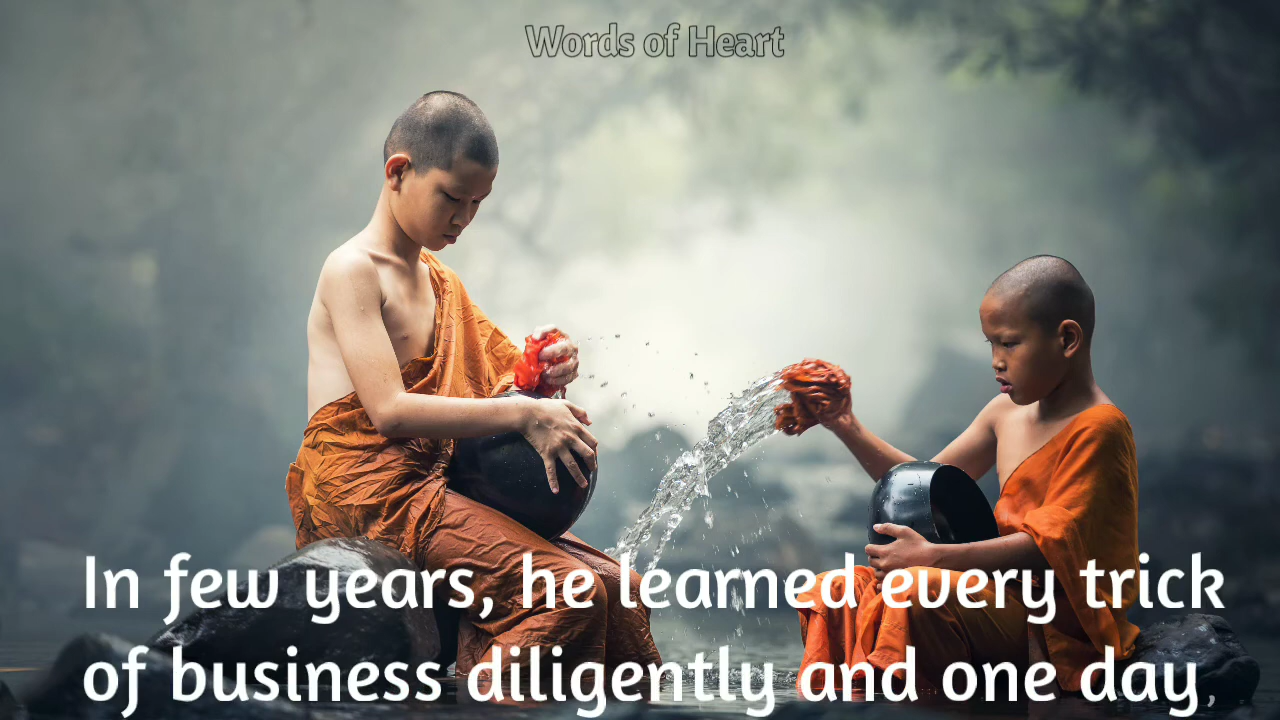 Words of Heart
In few years, he learned every trick
of business diligently and one day,